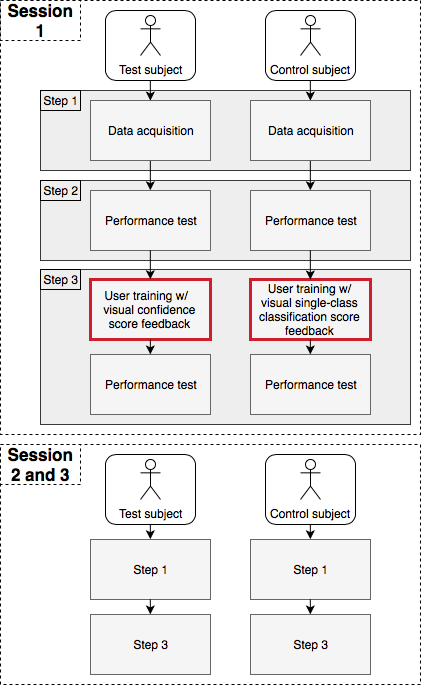 Session
1
Test subject
Control subject
Step 1
Data acquisition
Data acquisition
Step 2
Performance test
Performance test
Step 3
User training w/
visual confidence
score feedback
User training w/
visual single-class
classification score
feedback
Performance test
Performance test
Session
2 and 3
Test subject
Control subject
Step 1
Step 1
Step 3
Step 3